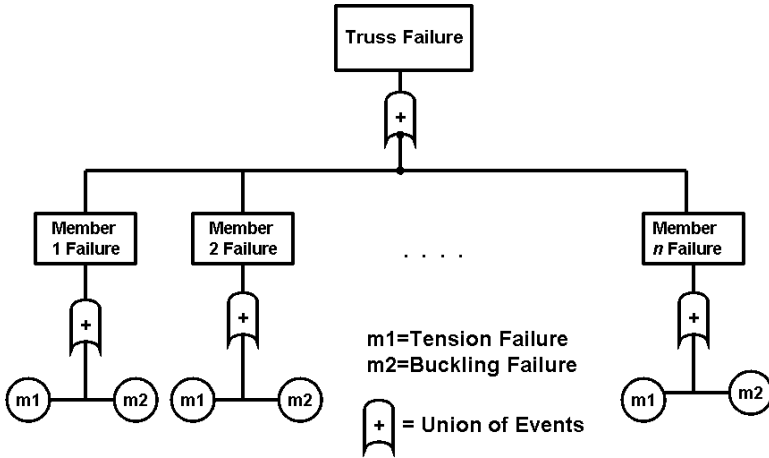 Truss Failure
+
Member
1 Failure
Member
2 Failure
. . . .
Member
n Failure
+
+
+
m1=Tension Failure
m2=Buckling Failure
m1
m2
m1
m2
m1
m2
+ = Union of Events